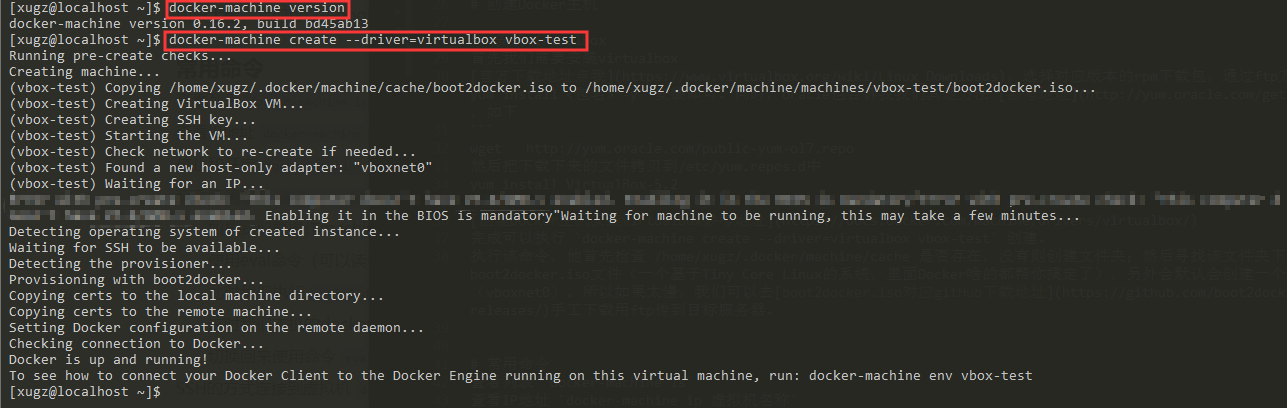 [xugz@localhost ~]$ docker-machine version
docker-machine version 0.16.2, build bd45ab13
[xugz@localhost ~]$ docker-machine create --driver=virtualbox vbox-test
Running pre-create checks...
Creating machine...
(vbox-test) Copying /home/xugz/.docker/machine/cache/boot2docker.iso to /home/xugz/.docker/machine/machines/vbox-test/boot2docker.iso...
(vbox-test) Creating VirtualBox VM...
(vbox-test) Creating SSH key...
(vbox-test) Starting the VM...
(vbox-test) Check network to re-create if needed...
(vbox-test) Found a new host-only adapter: "vboxnet0"
(vbox-test) Waiting for an IP...
Enabling it in the BIOS is mandatory"Waiting for machine to be running, this may take a few minutes...
Detecting operating system of created instance...
Waiting for SSH to be available...
Detecting the provisioner...
Provisioning with boot2docker...
Copying certs to the local machine directory...
Copying certs to the remote machine...
Setting Docker configuration on the remote daemon...
Checking connection to Docker...
Docker is up and running!
To see how to connect your Docker Client to the Docker Engine running on this virtual machine, run: docker-machine env vbox-test
[xugz@localhost ~]$